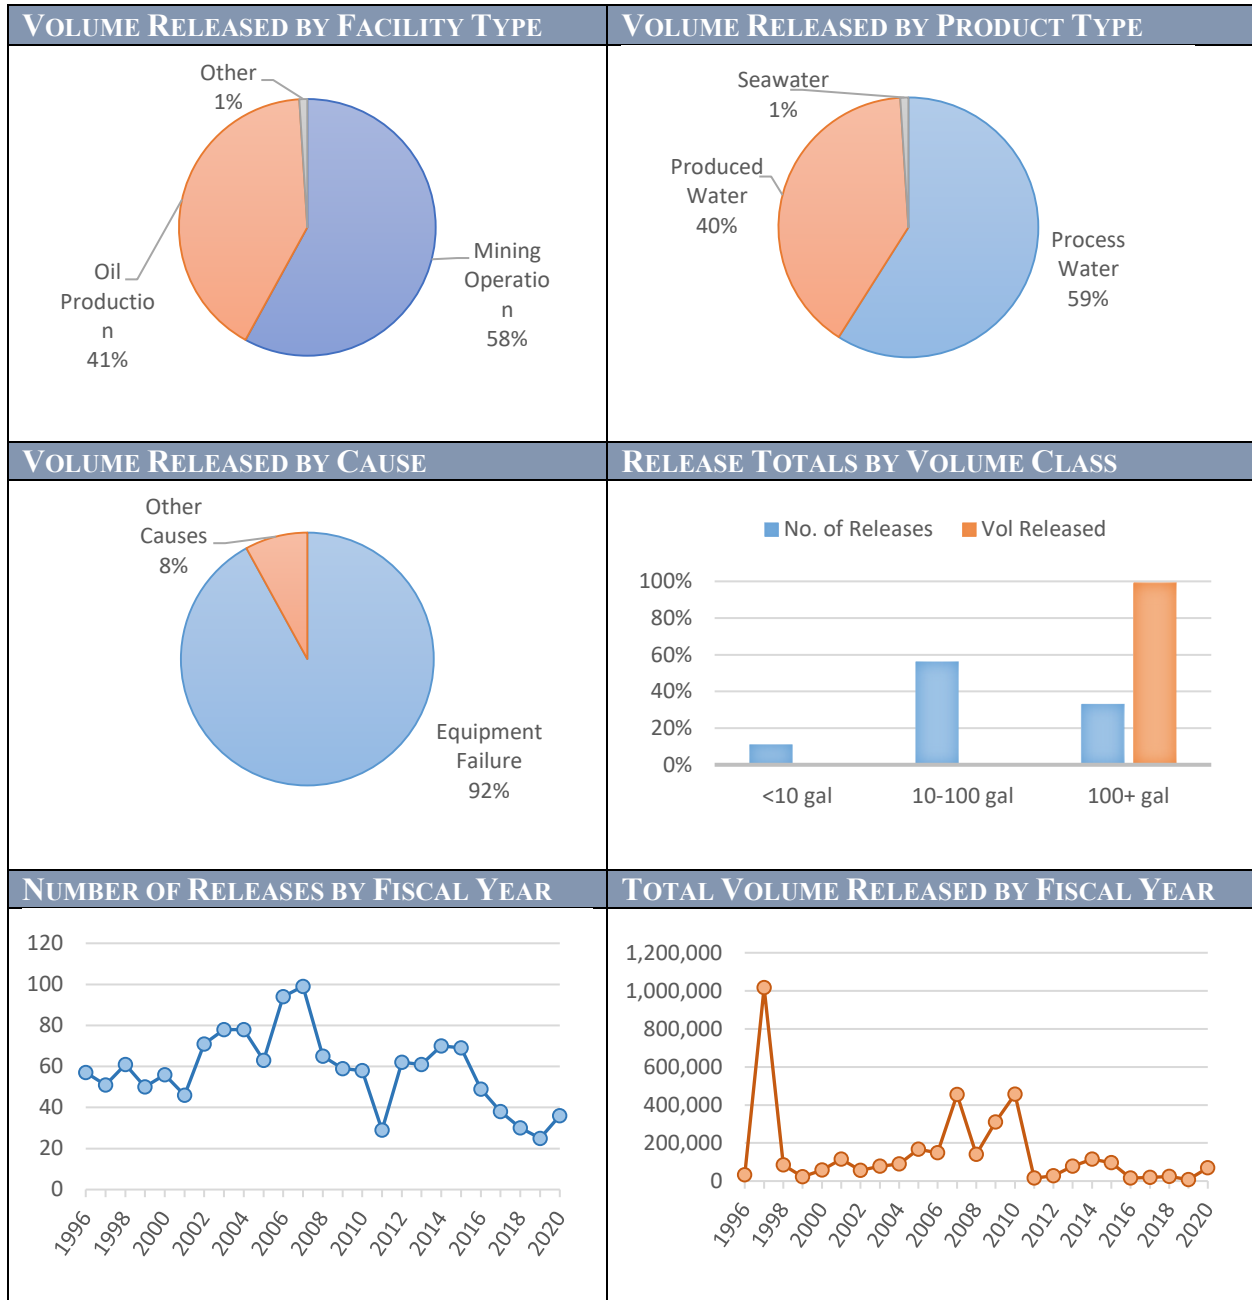 VOLUME RELEASED BY FACILITY TYPE
Other
1%
Oil
Productio
n
41%
Mining
Operatio
n
58%
VOLUME RELEASED BY PRODUCT TYPE
Seawater
1%
Produced
Water
40%
Process
Water
59%
VOLUME RELEASED BY CAUSE
Other
Causes
8%
Equipment
Failure
92%
RELEASE TOTALS BY VOLUME CLASS
No. of Releases Vol Released
100%
80%
60%
40%
20%
0%
<10 gal 10-100 gal 100+ gal
NUMBER OF RELEASES BY FISCAL YEAR
120
100
80
60
40
20
0
1996 1998 2000 2002 2004 2006 2008 2010 2012 2014 2016 2018 2020
TOTAL VOLUME RELEASED BY FISCAL YEAR
1,200,000
1,000,000
800,000
600,000
400,000
200,000
0
1996 1998 2000 2002 2004 2006 2008 2010 2012 2014 2016 2018 2020